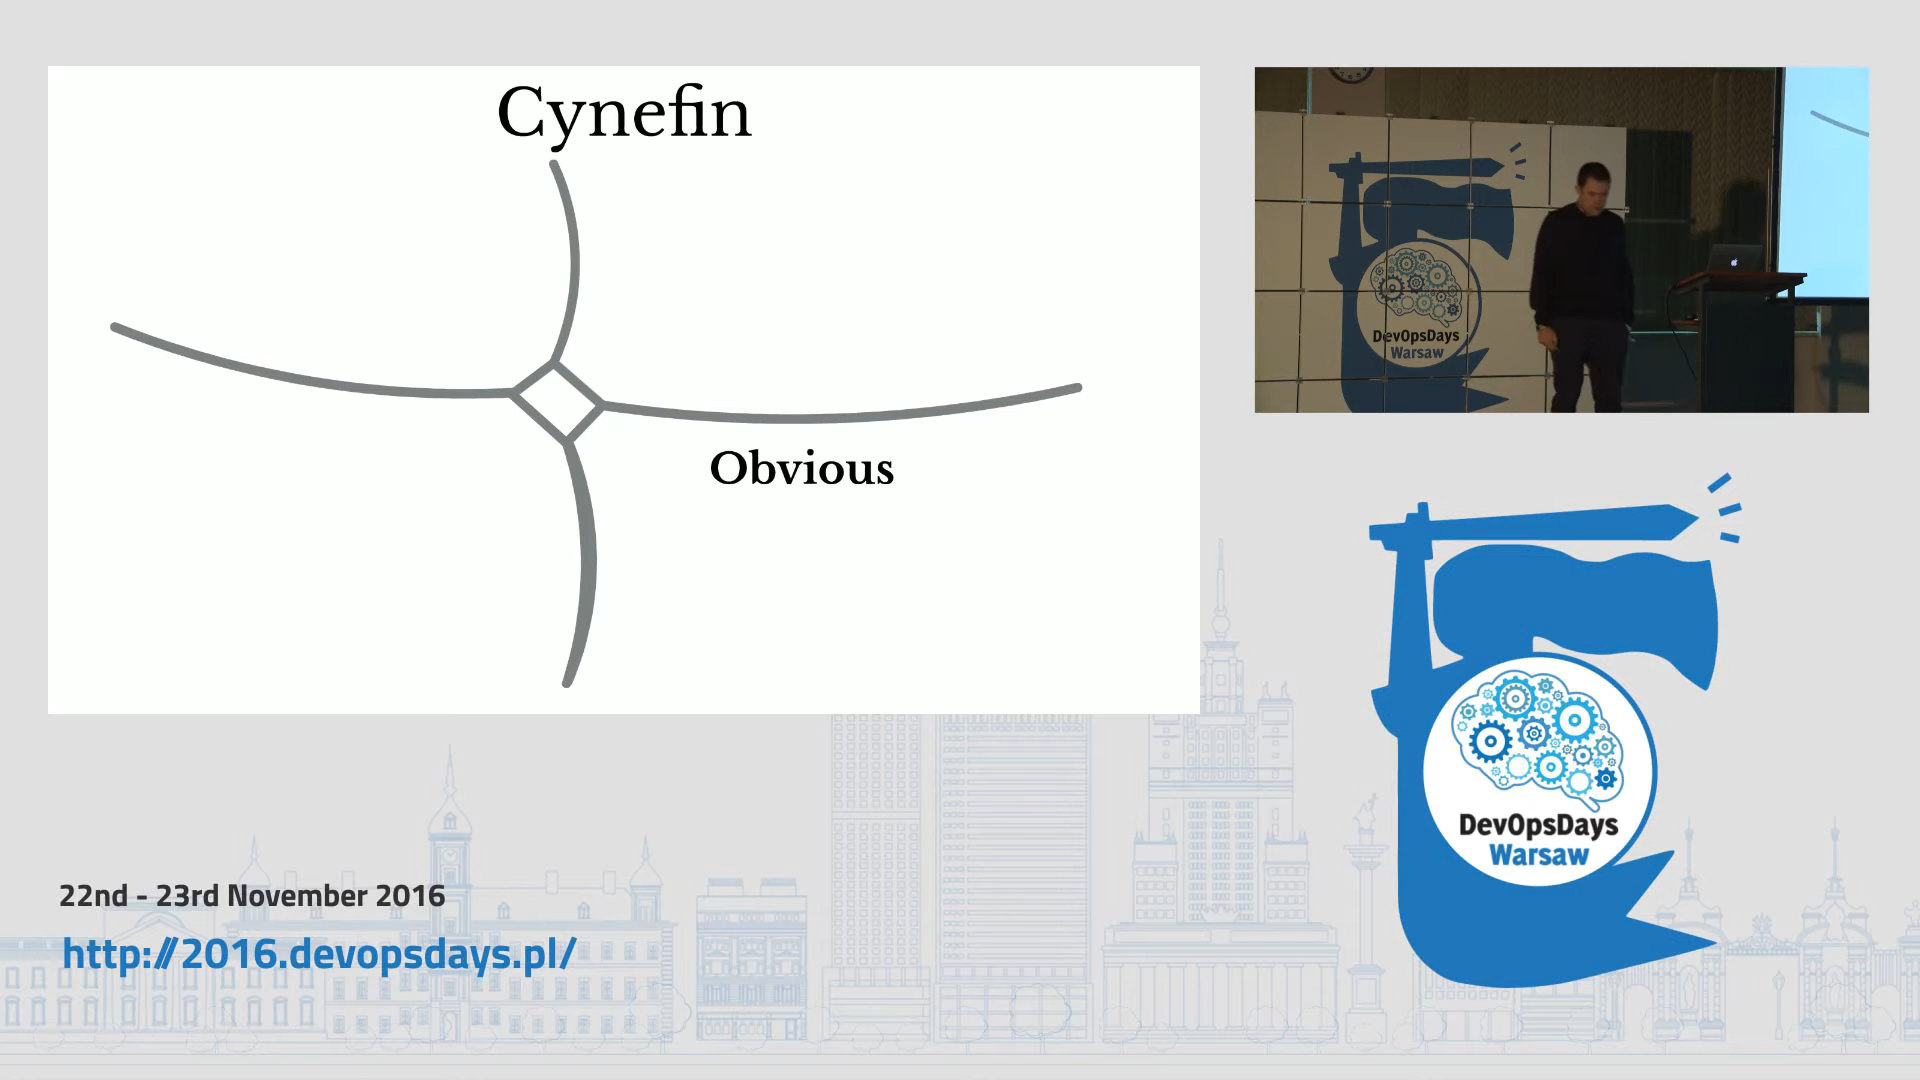 Cynefin
Obvious
DevOpsDays
Warsaw
DevOpsDays
Warsaw
22nd - 23rd November 2016
http://2016.devopsdays.pl/